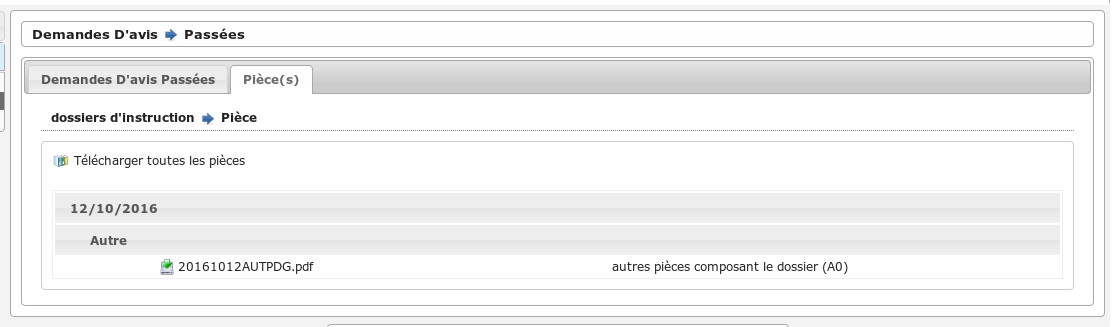 Demandes D'avis Passées
Demandes D'avis Passées Pièce(s)
dossiers d'instruction Pièce
Télécharger toutes les pièces
12/10/2016
Autre
20161012AUTPDG.pdf autres pièces composant le dossier (A0)